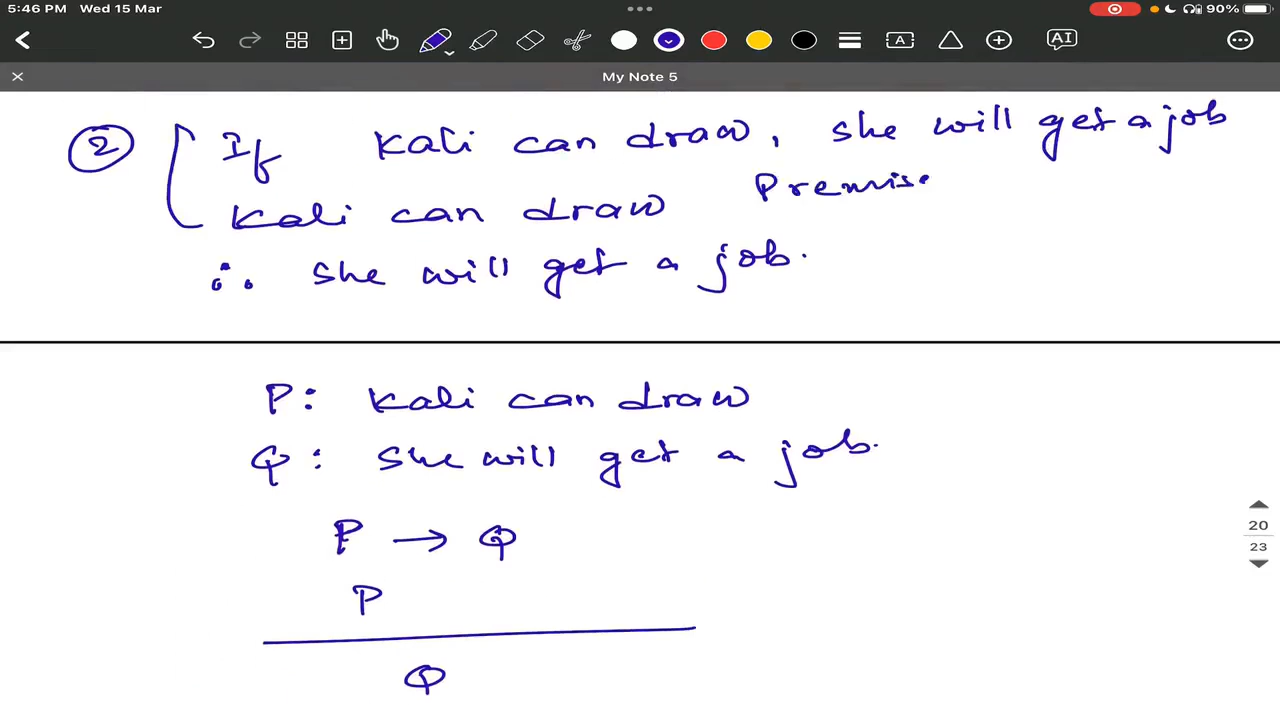 5:46 PM Wed 15 Mar
90%
A
AI
My Note 5
② If Kali can draw, she will get a job
Premise
Kali can draw
∴ She will get a job.
P: Kali can draw
Q: She will get a job.
P → Q
P
Q
20
23